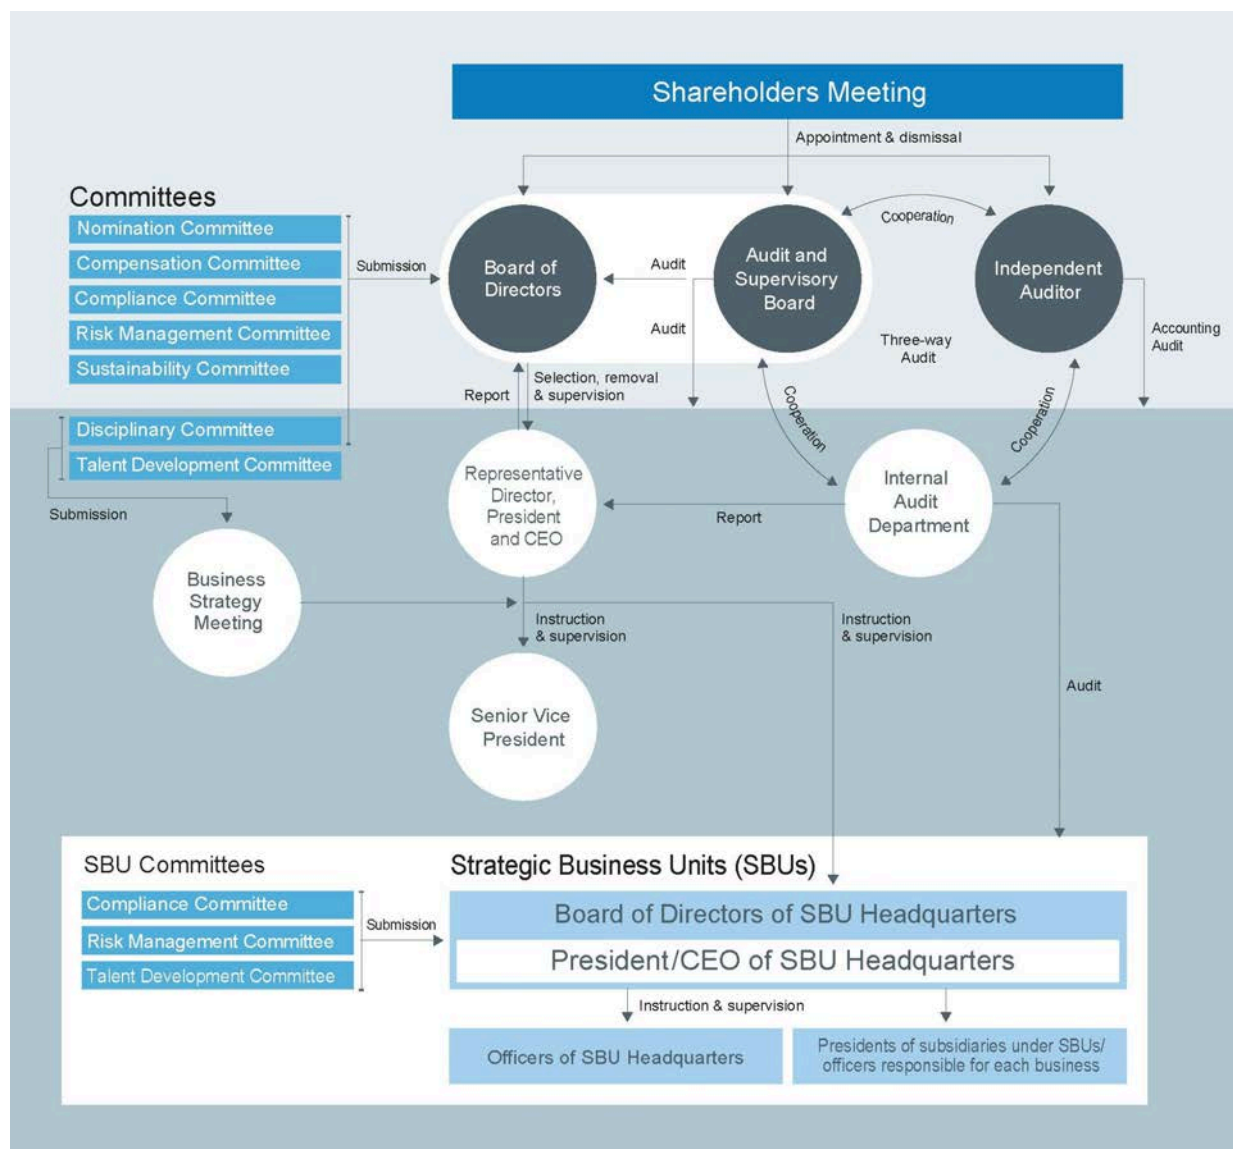 Shareholders Meeting
Appointment & dismissal
Committees
Nomination Committee
Compensation Committee
Compliance Committee
Risk Management Committee
Sustainability Committee
Disciplinary Committee
Talent Development Committee
Submission
Submission
Board of
Directors
Audit
Audit
Audit and
Supervisory
Board
Cooperation
Independent
Auditor
Three-way
Audit
Accounting
Audit
Report
Selection, removal
& supervision
Cooperation
Cooperation
Representative
Director,
President
and CEO
Report
Internal
Audit
Department
Business
Strategy
Meeting
Instruction
& supervision
Instruction
& supervision
Audit
Senior Vice
President
SBU Committees
Compliance Committee
Risk Management Committee
Talent Development Committee
Submission
Strategic Business Units (SBUs)
Board of Directors of SBU Headquarters
President/CEO of SBU Headquarters
Instruction & supervision
Officers of SBU Headquarters
Presidents of subsidiaries under SBUs/
officers responsible for each business